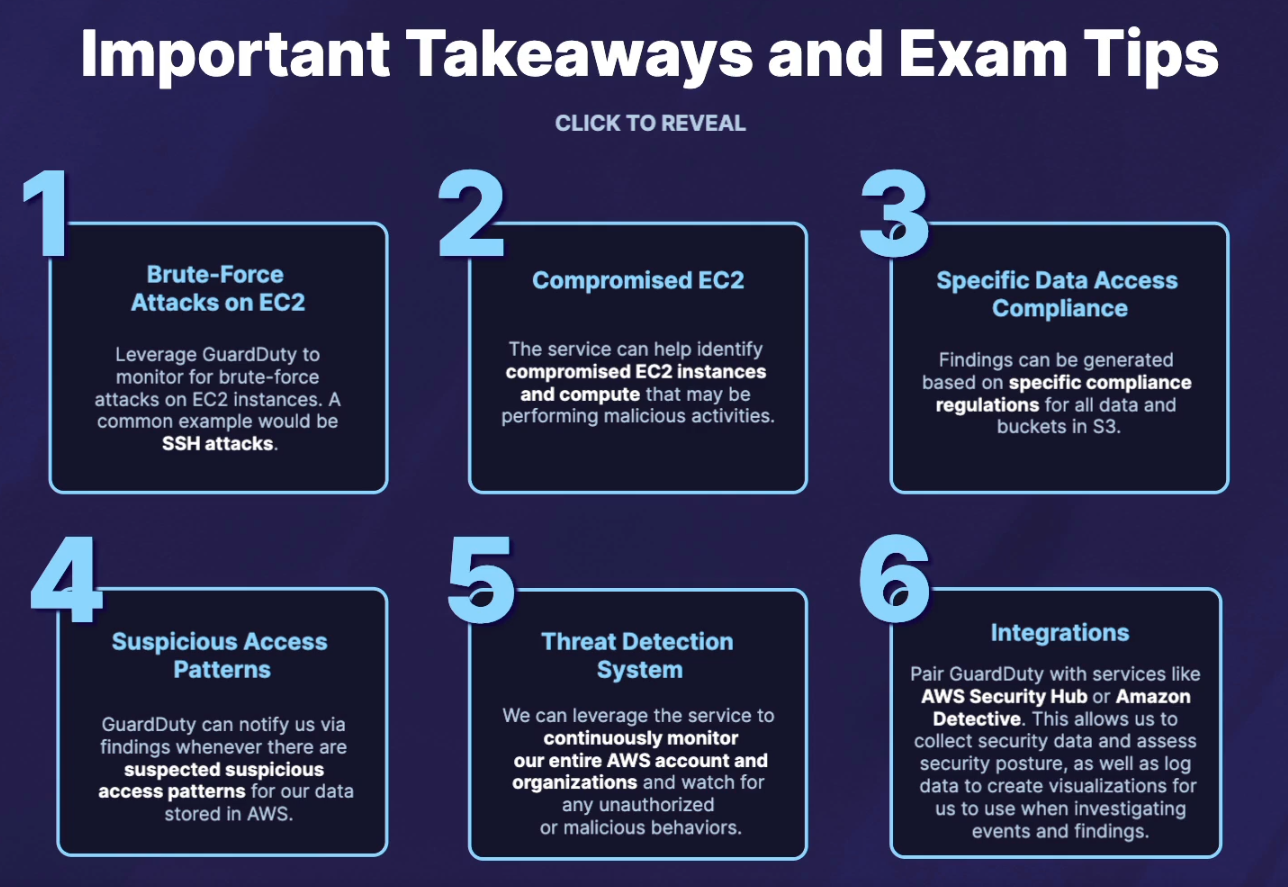 Important Takeaways and Exam Tips
CLICK TO REVEAL
1
Brute-Force
Attacks on EC2
Leverage GuardDuty to
monitor for brute-force
attacks on EC2 instances. A
common example would be
SSH attacks.
2
Compromised EC2
The service can help identify
compromised EC2 instances
and compute that may be
performing malicious activities.
3
Specific Data Access
Compliance
Findings can be generated
based on specific compliance
regulations for all data and
buckets in S3.
4
Suspicious Access
Patterns
GuardDuty can notify us via
findings whenever there are
suspected suspicious
access patterns for our data
stored in AWS.
5
Threat Detection
System
We can leverage the service to
continuously monitor
our entire AWS account and
organizations and watch for
any unauthorized
or malicious behaviors.
6
Integrations
Pair GuardDuty with services like
AWS Security Hub or Amazon
Detective. This allows us to
collect security data and assess
security posture, as well as log
data to create visualizations for
us to use when investigating
events and findings.